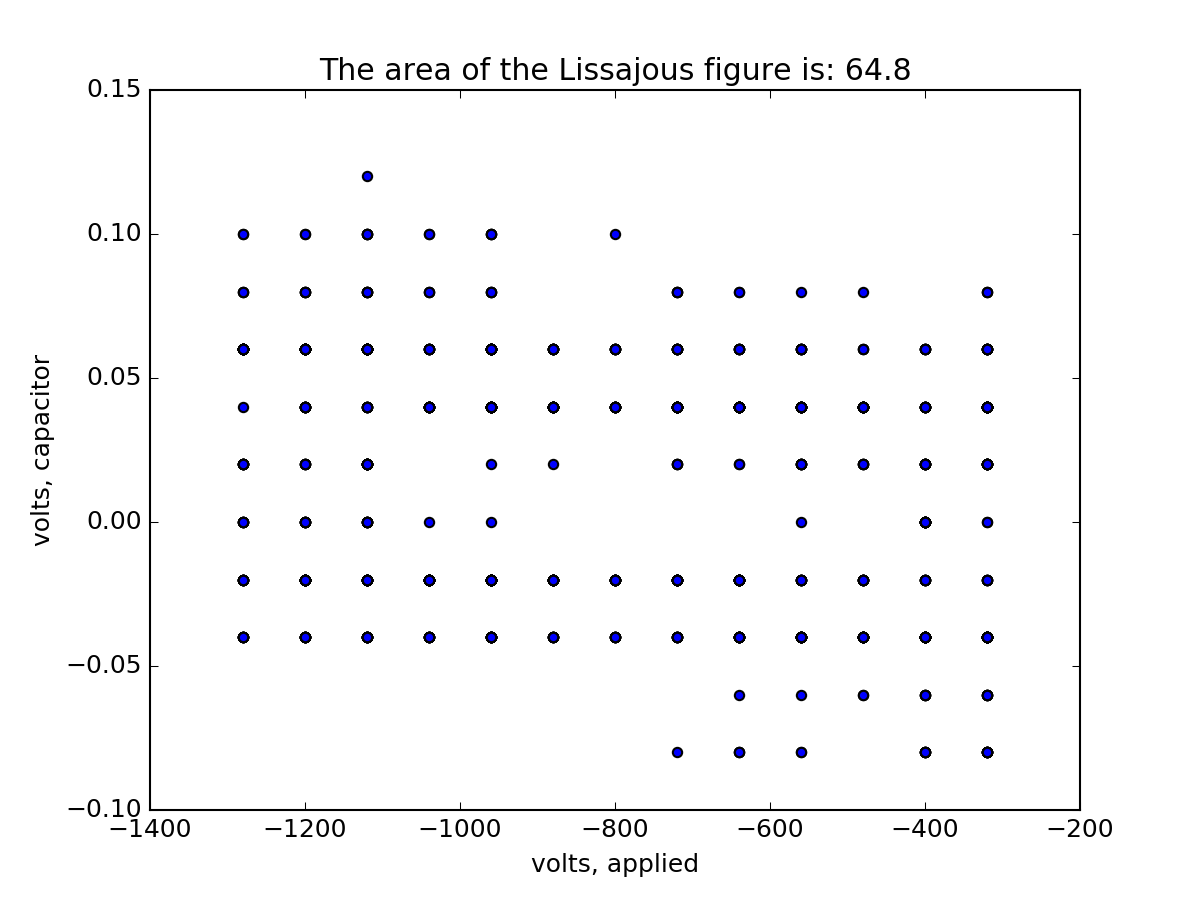 The area of the Lissajous figure is: 64.8
0.15
0.10
0.05
0.00
−0.05
−0.10
volts, capacitor
−1400 −1200 −1000 −800 −600 −400 −200
volts, applied